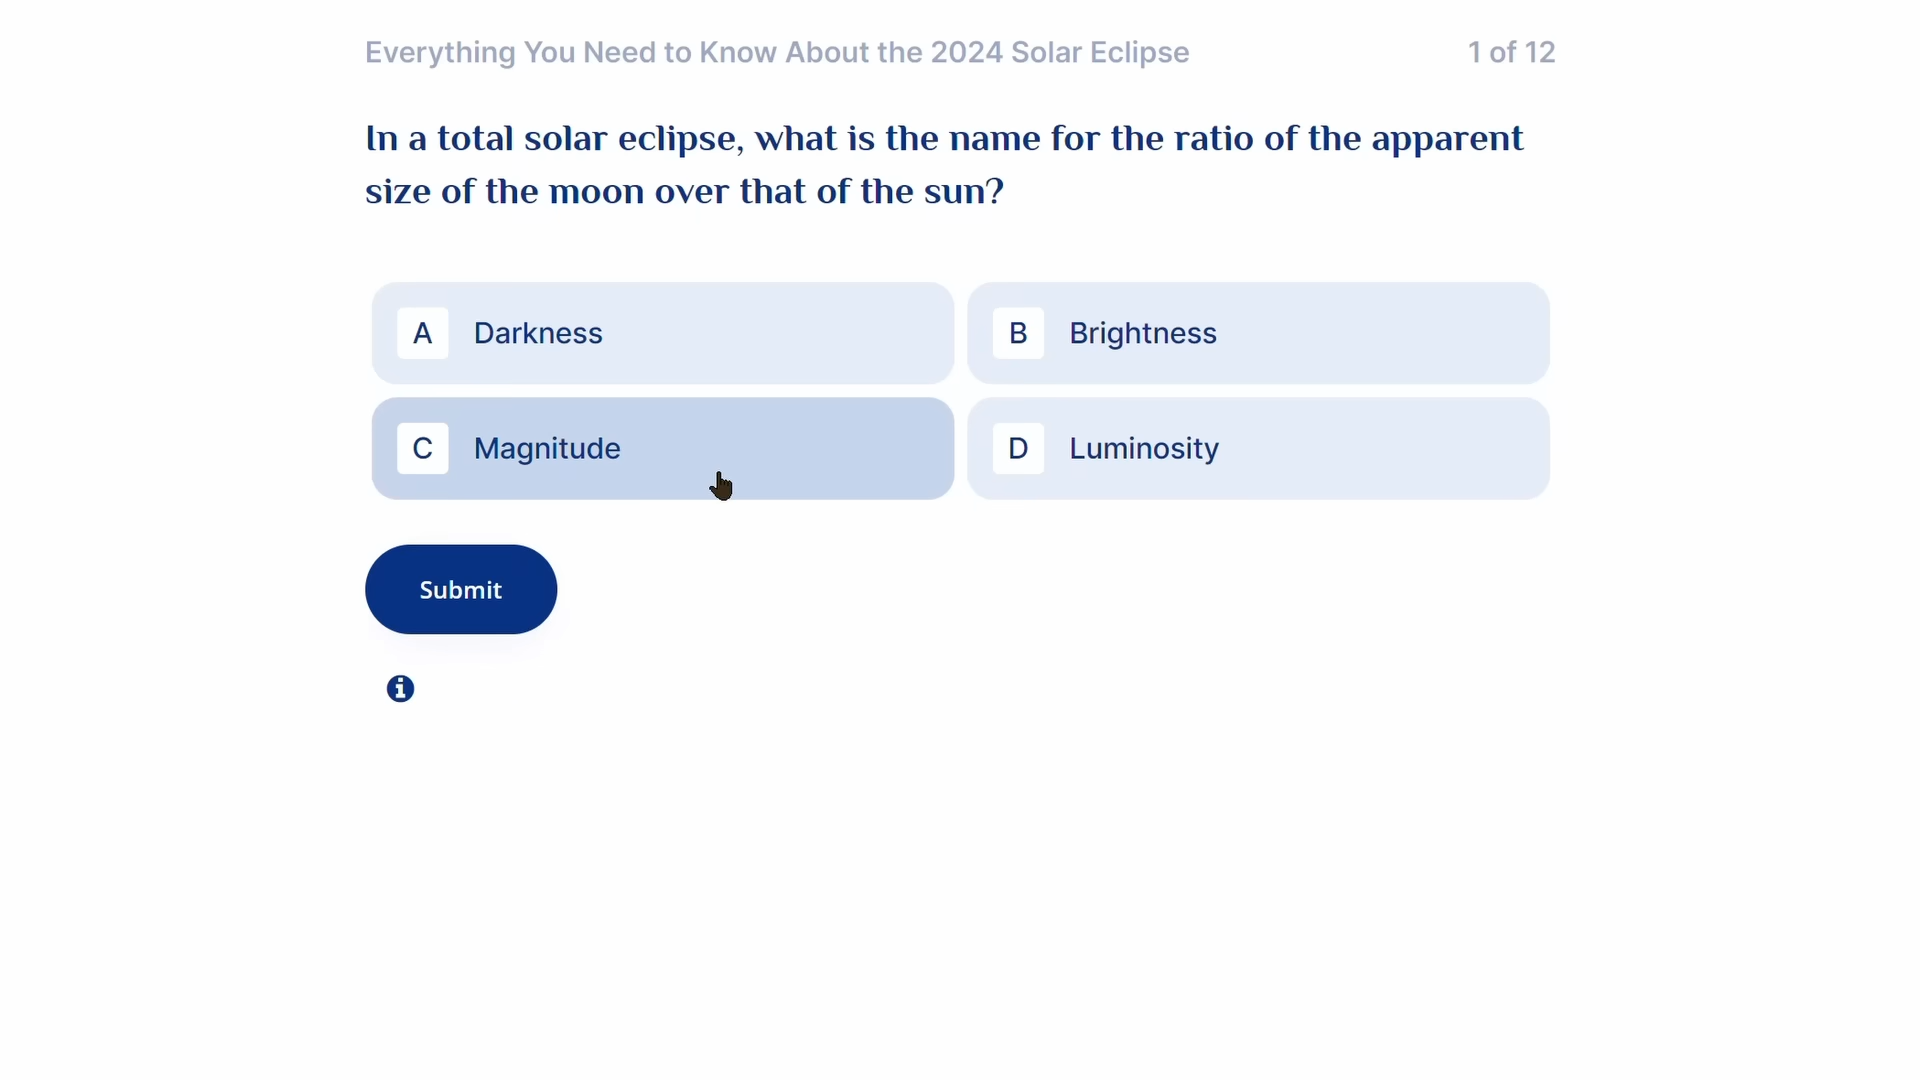 Everything You Need to Know About the 2024 Solar Eclipse
1 of 12
In a total solar eclipse, what is the name for the ratio of the apparent
size of the moon over that of the sun?
A Darkness
B Brightness
C Magnitude
D Luminosity
Submit